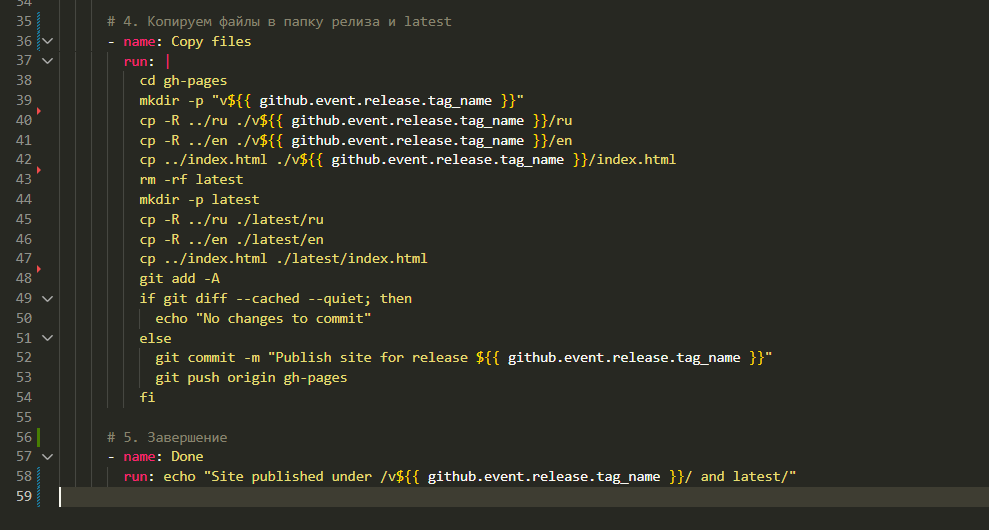 34
35 # 4. Копируем файлы в папку релиза и latest
36 - name: Copy files
37 run: |
38 cd gh-pages
39 mkdir -p "v${{ github.event.release.tag_name }}"
40 cp -R ../ru ./v${{ github.event.release.tag_name }}/ru
41 cp -R ../en ./v${{ github.event.release.tag_name }}/en
42 cp ../index.html ./v${{ github.event.release.tag_name }}/index.html
43 rm -rf latest
44 mkdir -p latest
45 cp -R ../ru ./latest/ru
46 cp -R ../en ./latest/en
47 cp ../index.html ./latest/index.html
48 git add -A
49 if git diff --cached --quiet; then
50 echo "No changes to commit"
51 else
52 git commit -m "Publish site for release ${{ github.event.release.tag_name }}"
53 git push origin gh-pages
54 fi
55
56 # 5. Завершение
57 - name: Done
58 run: echo "Site published under /v${{ github.event.release.tag_name }}/ and latest/"
59